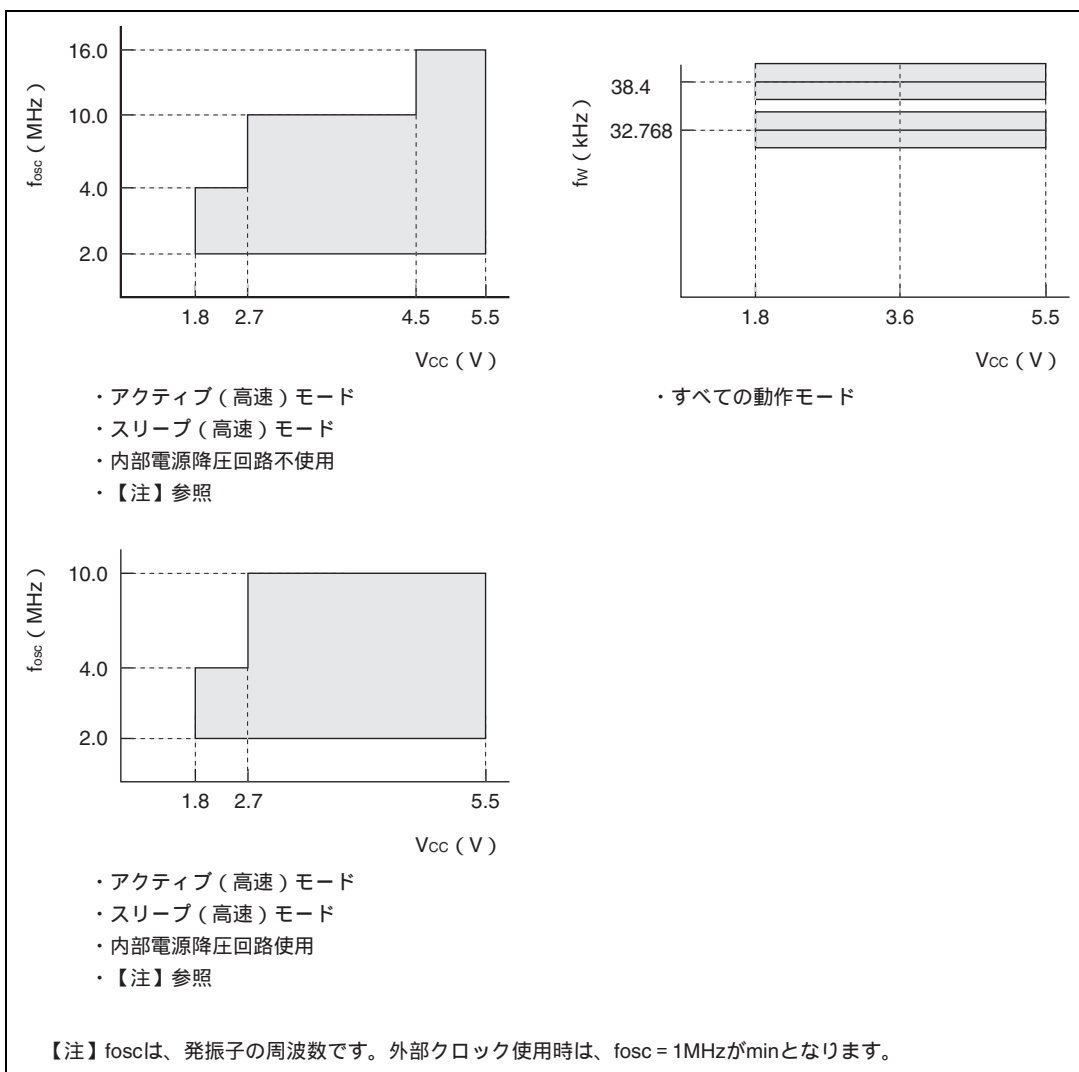 16.0
10.0
4.0
2.0
fosc ( MHz )
1.8 2.7 4.5 5.5
Vcc ( V )
・アクティブ ( 高速 ) モード
・スリープ ( 高速 ) モード
・内部電源降圧回路不使用
・【注】参照
38.4
32.768
fw ( kHz )
1.8 3.6 5.5
Vcc ( V )
・すべての動作モード
10.0
4.0
2.0
fosc ( MHz )
1.8 2.7 5.5
Vcc ( V )
・アクティブ ( 高速 ) モード
・スリープ ( 高速 ) モード
・内部電源降圧回路使用
・【注】参照
【注】foscは、発振子の周波数です。外部クロック使用時は、fosc = 1MHzがminとなります。